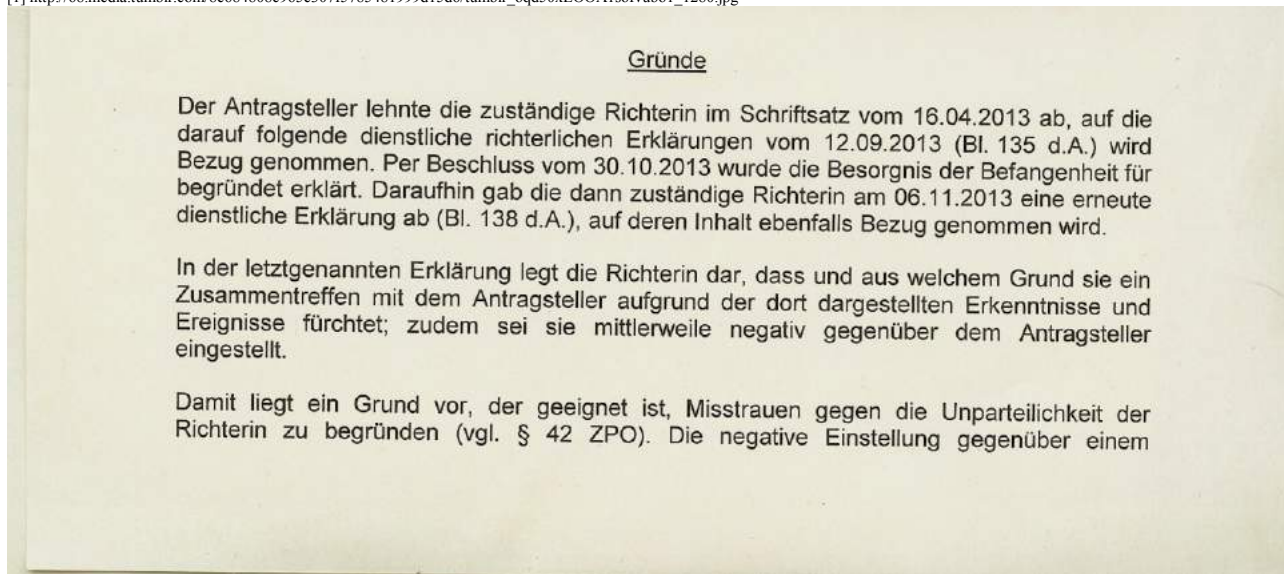 Gründe
Der Antragsteller lehnte die zuständige Richterin im Schriftsatz vom 16.04.2013 ab, auf die
darauf folgende dienstliche richterlichen Erklärungen vom 12.09.2013 (Bl. 135 d.A.) wird
Bezug genommen. Per Beschluss vom 30.10.2013 wurde die Besorgnis der Befangenheit für
begründet erklärt. Daraufhin gab die dann zuständige Richterin am 06.11.2013 eine erneute
dienstliche Erklärung ab (Bl. 138 d.A.), auf deren Inhalt ebenfalls Bezug genommen wird.
In der letztgenannten Erklärung legt die Richterin dar, dass und aus welchem Grund sie ein
Zusammentreffen mit dem Antragsteller aufgrund der dort dargestellten Erkenntnisse und
Ereignisse fürchtet; zudem sei sie mittlerweile negativ gegenüber dem Antragsteller
eingestellt.
Damit liegt ein Grund vor, der geeignet ist, Misstrauen gegen die Unparteilichkeit der
Richterin zu begründen (vgl. § 42 ZPO). Die negative Einstellung gegenüber einem